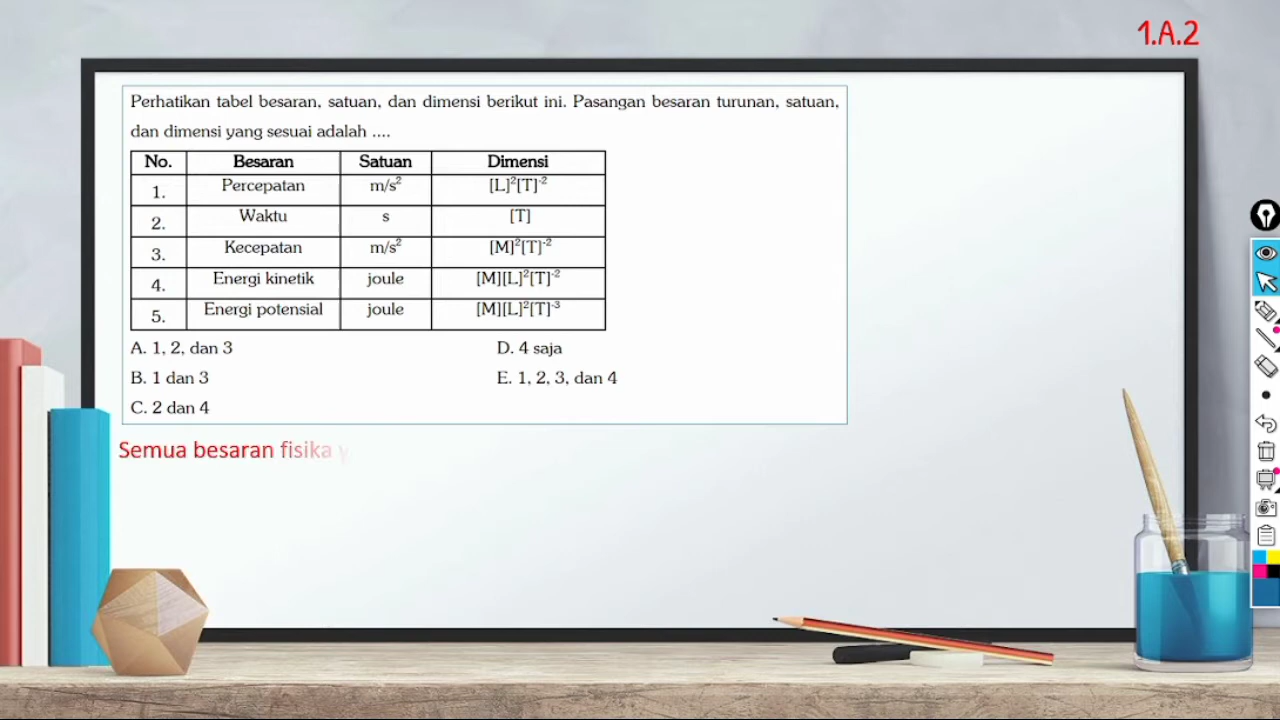 1.A.2
Perhatikan tabel besaran, satuan, dan dimensi berikut ini. Pasangan besaran turunan, satuan,
dan dimensi yang sesuai adalah ....
No. Besaran Satuan Dimensi
1. Percepatan m/s² [L]²[T]⁻²
2. Waktu s [T]
3. Kecepatan m/s² [M]²[T]⁻²
4. Energi kinetik joule [M][L]²[T]⁻²
5. Energi potensial joule [M][L]²[T]⁻³
A. 1, 2, dan 3 D. 4 saja
B. 1 dan 3 E. 1, 2, 3, dan 4
C. 2 dan 4
Semua besaran fisika